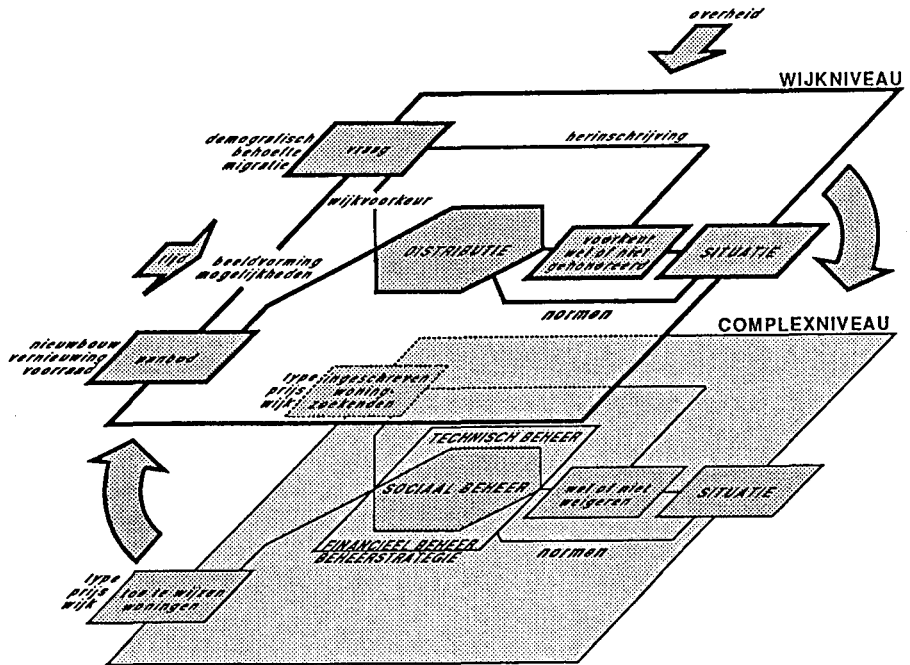 overheid
WIJKNIVEAU
demografisch
behoefte
migratie
vraag
herinschrijving
wijkvoorkeur
DISTRIBUTIE
voorkeur
wel of niet
gehonoreerd
SITUATIE
tijd
beeldvorming
mogelijkheden
normen
nieuwbouw
vernieuwing
voorraad
aanbod
COMPLEXNIVEAU
type
prijs
wijk
ingeschreven
woning-
zoekenden
TECHNISCH BEHEER
SOCIAAL BEHEER
wel of niet
weigeren
SITUATIE
FINANCIEEL BEHEER
BEHEERSTRATEGIE
normen
type
prijs
wijk
toe te wijzen
woningen